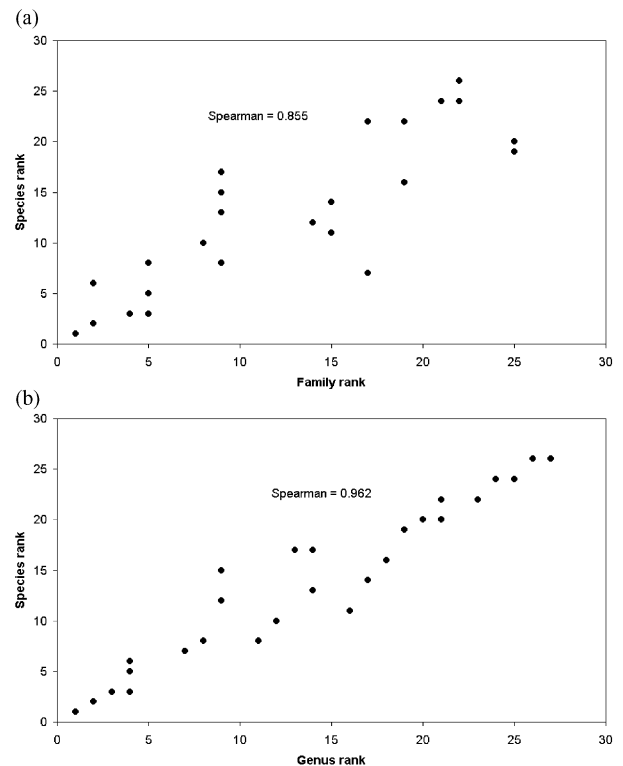 (a)
30
25
20
15
10
5
0
Species rank
Spearman = 0.855
0 5 10 15 20 25 30
Family rank
(b)
30
25
20
15
10
5
0
Species rank
Spearman = 0.962
0 5 10 15 20 25 30
Genus rank